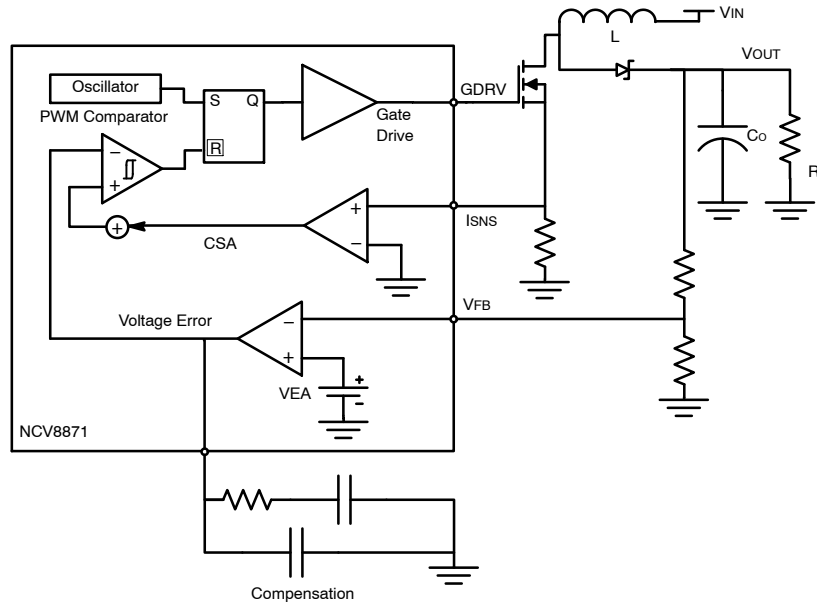 VIN
L
VOUT
Oscillator
S Q
GDRV
PWM Comparator
Gate
Drive
R
CO
R
− +
+
CSA
+
−
ISNS
Voltage Error
−
+
VFB
VEA
+
−
NCV8871
Compensation